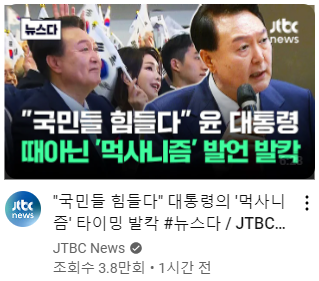 뉴스다
jtbc
news
"국민들 힘들다" 윤 대통령
때아닌 '먹사니즘' 발언 발칵
jtbc
news
"국민들 힘들다" 대통령의 '먹사니
즘' 타이밍 발칵 #뉴스다 / JTBC...
JTBC News
조회수 3.8만회 • 1시간 전